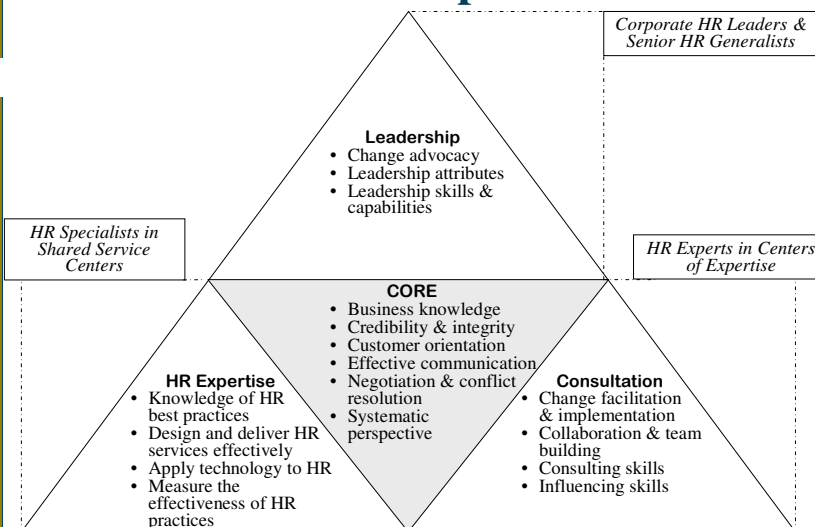 Corporate HR Leaders &
Senior HR Generalists
Leadership
• Change advocacy
• Leadership attributes
• Leadership skills &
capabilities
HR Specialists in
Shared Service
Centers
HR Experts in Centers
of Expertise
CORE
• Business knowledge
• Credibility & integrity
• Customer orientation
• Effective communication
• Negotiation & conflict
resolution
• Systematic
perspective
HR Expertise
• Knowledge of HR
best practices
• Design and deliver HR
services effectively
• Apply technology to HR
• Measure the
effectiveness of HR
practices
Consultation
• Change facilitation
& implementation
• Collaboration & team
building
• Consulting skills
• Influencing skills